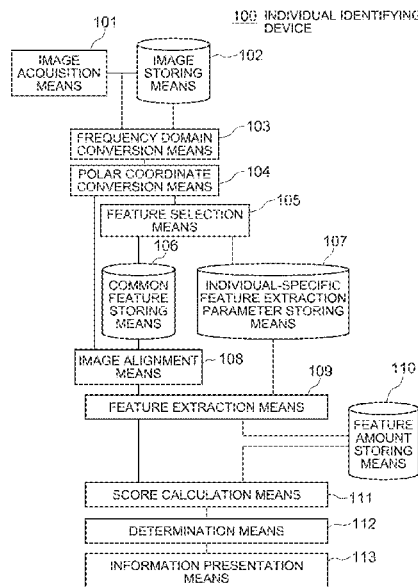 100 INDIVIDUAL IDENTIFYING
DEVICE
101
IMAGE
ACQUISITION
MEANS
IMAGE
STORING
MEANS
102
FREQUENCY DOMAIN
CONVERSION MEANS
103
POLAR COORDINATE
CONVERSION MEANS
104
FEATURE SELECTION
MEANS
105
106
107
COMMON
FEATURE
STORING
MEANS
INDIVIDUAL-SPECIFIC
FEATURE EXTRACTION
PARAMETER STORING
MEANS
IMAGE ALIGNMENT
MEANS
108
109
FEATURE EXTRACTION MEANS
110
FEATURE
AMOUNT
STORING
MEANS
SCORE CALCULATION MEANS
111
DETERMINATION MEANS
112
INFORMATION PRESENTATION
MEANS
113